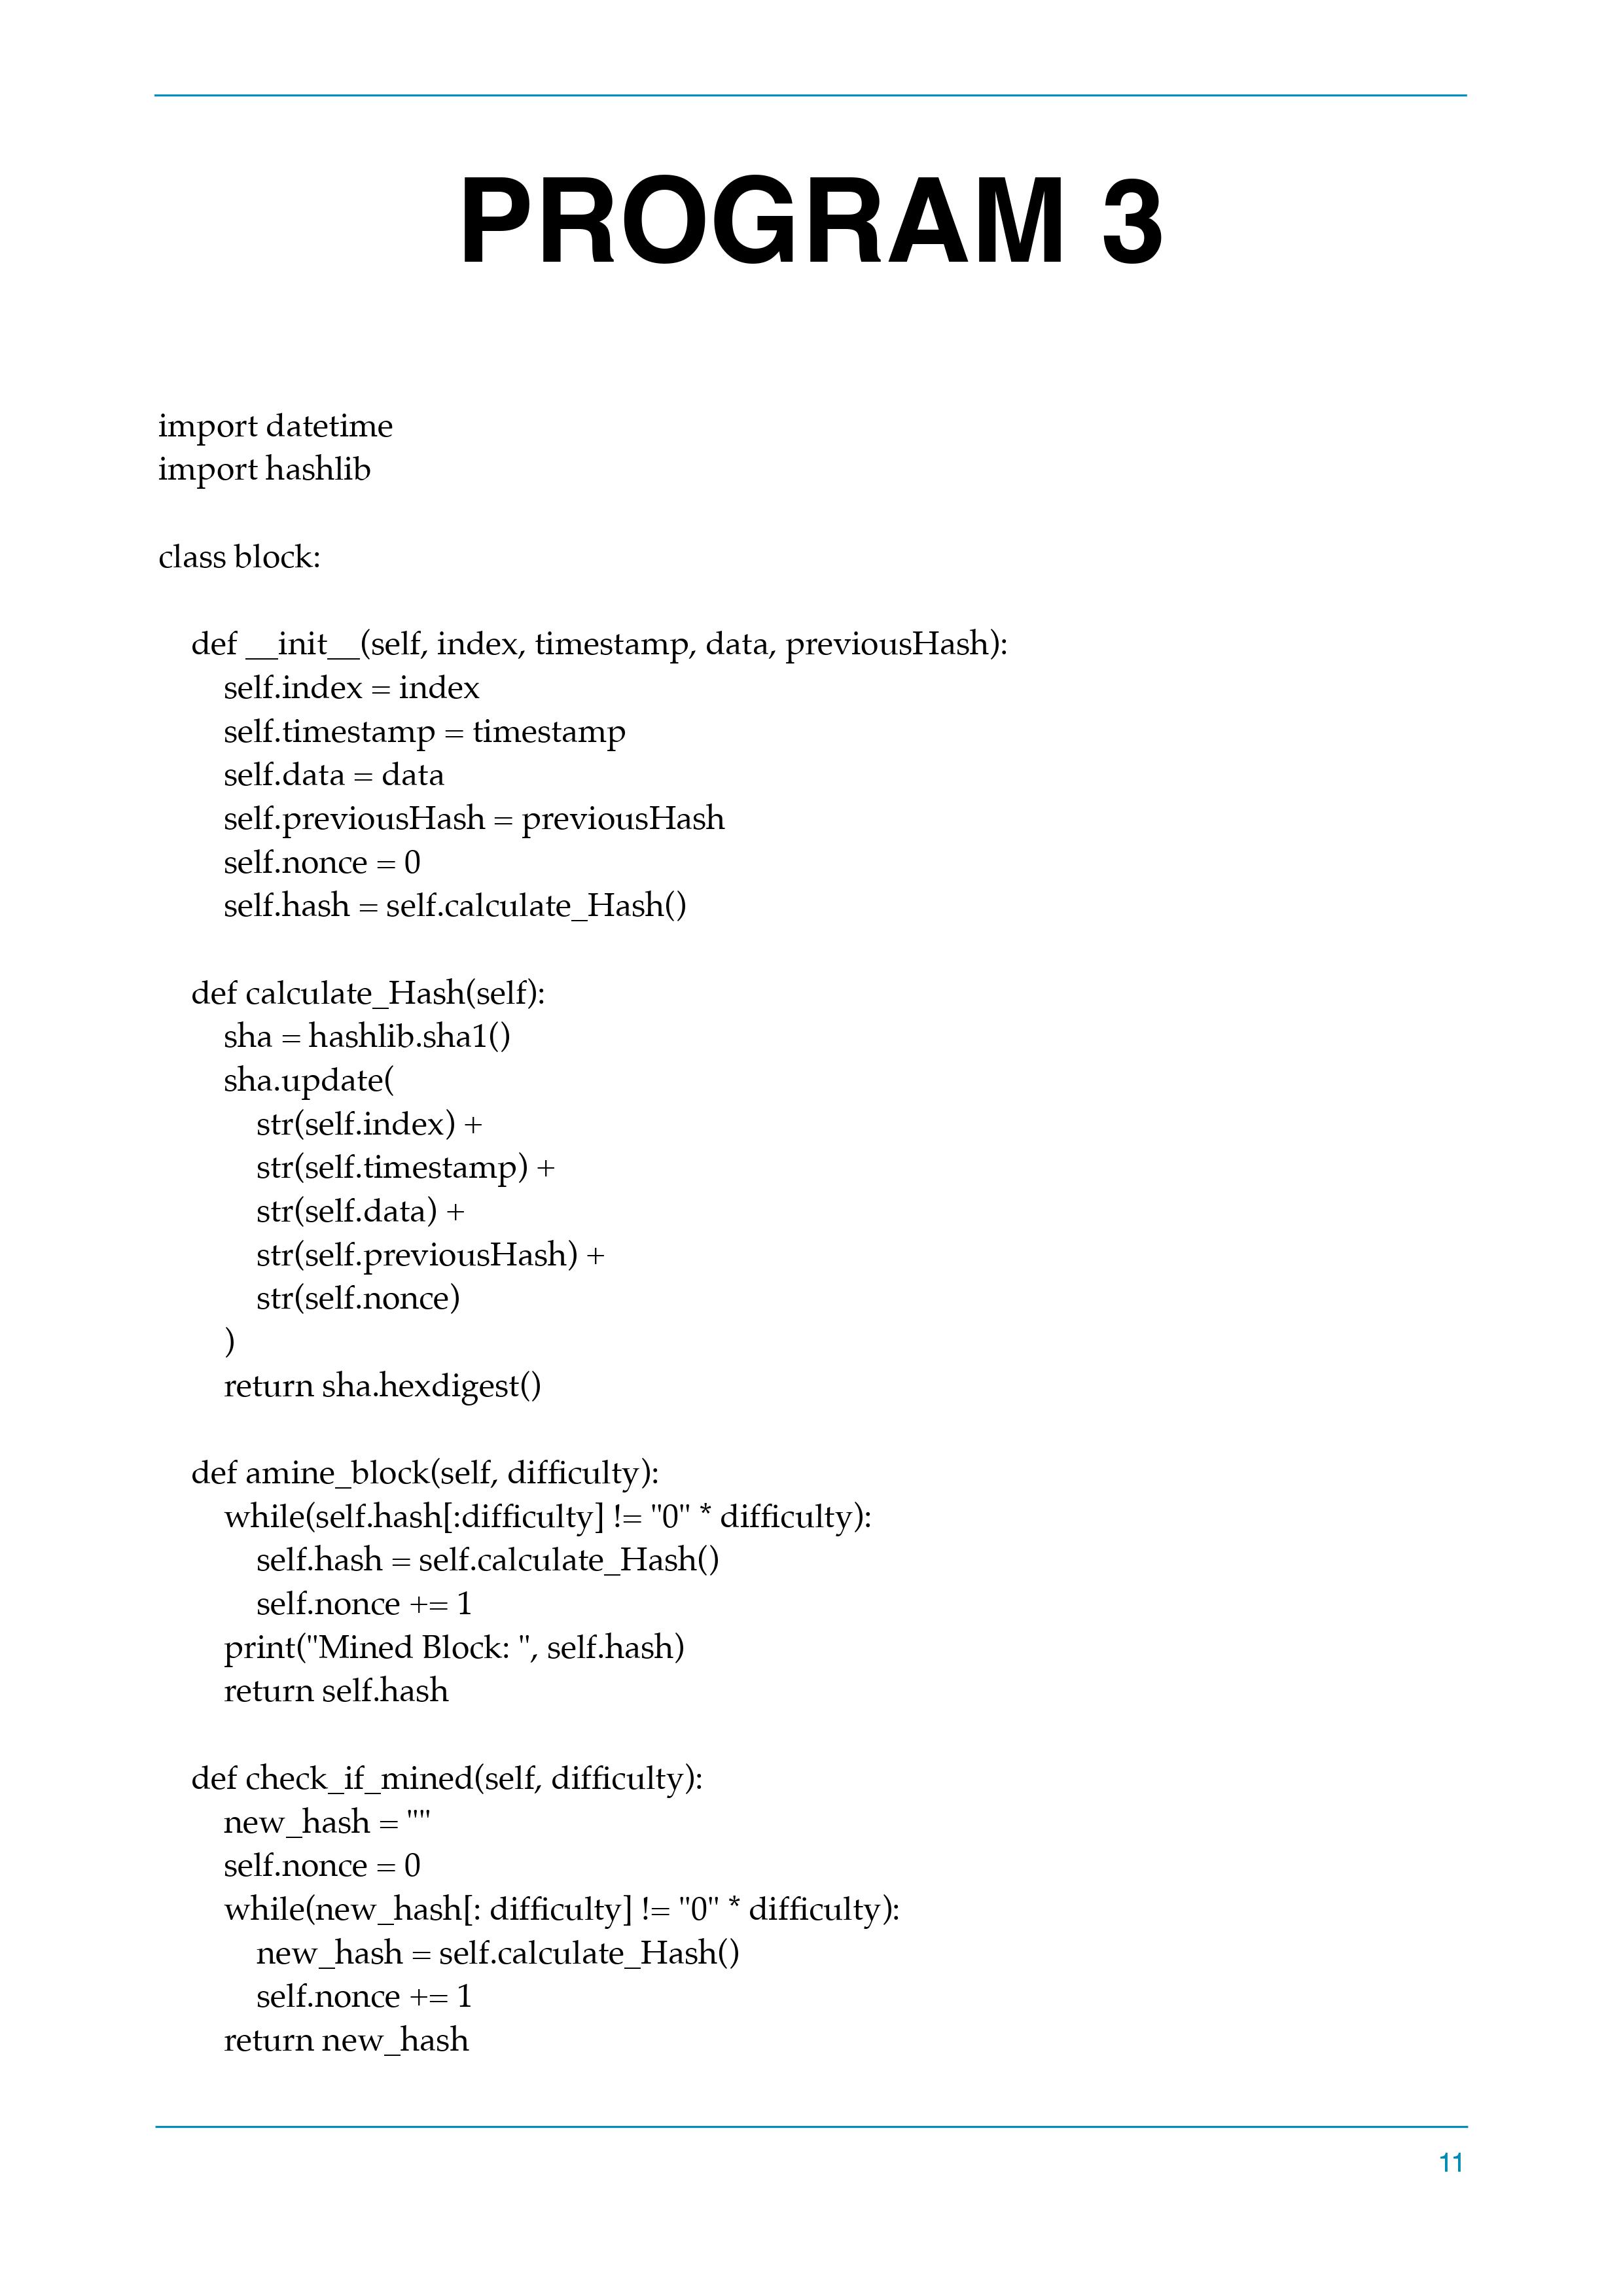 PROGRAM 3
import datetime
import hashlib
class block:
def __init__(self, index, timestamp, data, previousHash):
self.index = index
self.timestamp = timestamp
self.data = data
self.previousHash = previousHash
self.nonce = 0
self.hash = self.calculate_Hash()
def calculate_Hash(self):
sha = hashlib.sha1()
sha.update(
str(self.index) +
str(self.timestamp) +
str(self.data) +
str(self.previousHash) +
str(self.nonce)
)
return sha.hexdigest()
def amine_block(self, difficulty):
while(self.hash[:difficulty] != "0" * difficulty):
self.hash = self.calculate_Hash()
self.nonce += 1
print("Mined Block: ", self.hash)
return self.hash
def check_if_mined(self, difficulty):
new_hash = ""
self.nonce = 0
while(new_hash[: difficulty] != "0" * difficulty):
new_hash = self.calculate_Hash()
self.nonce += 1
return new_hash
11